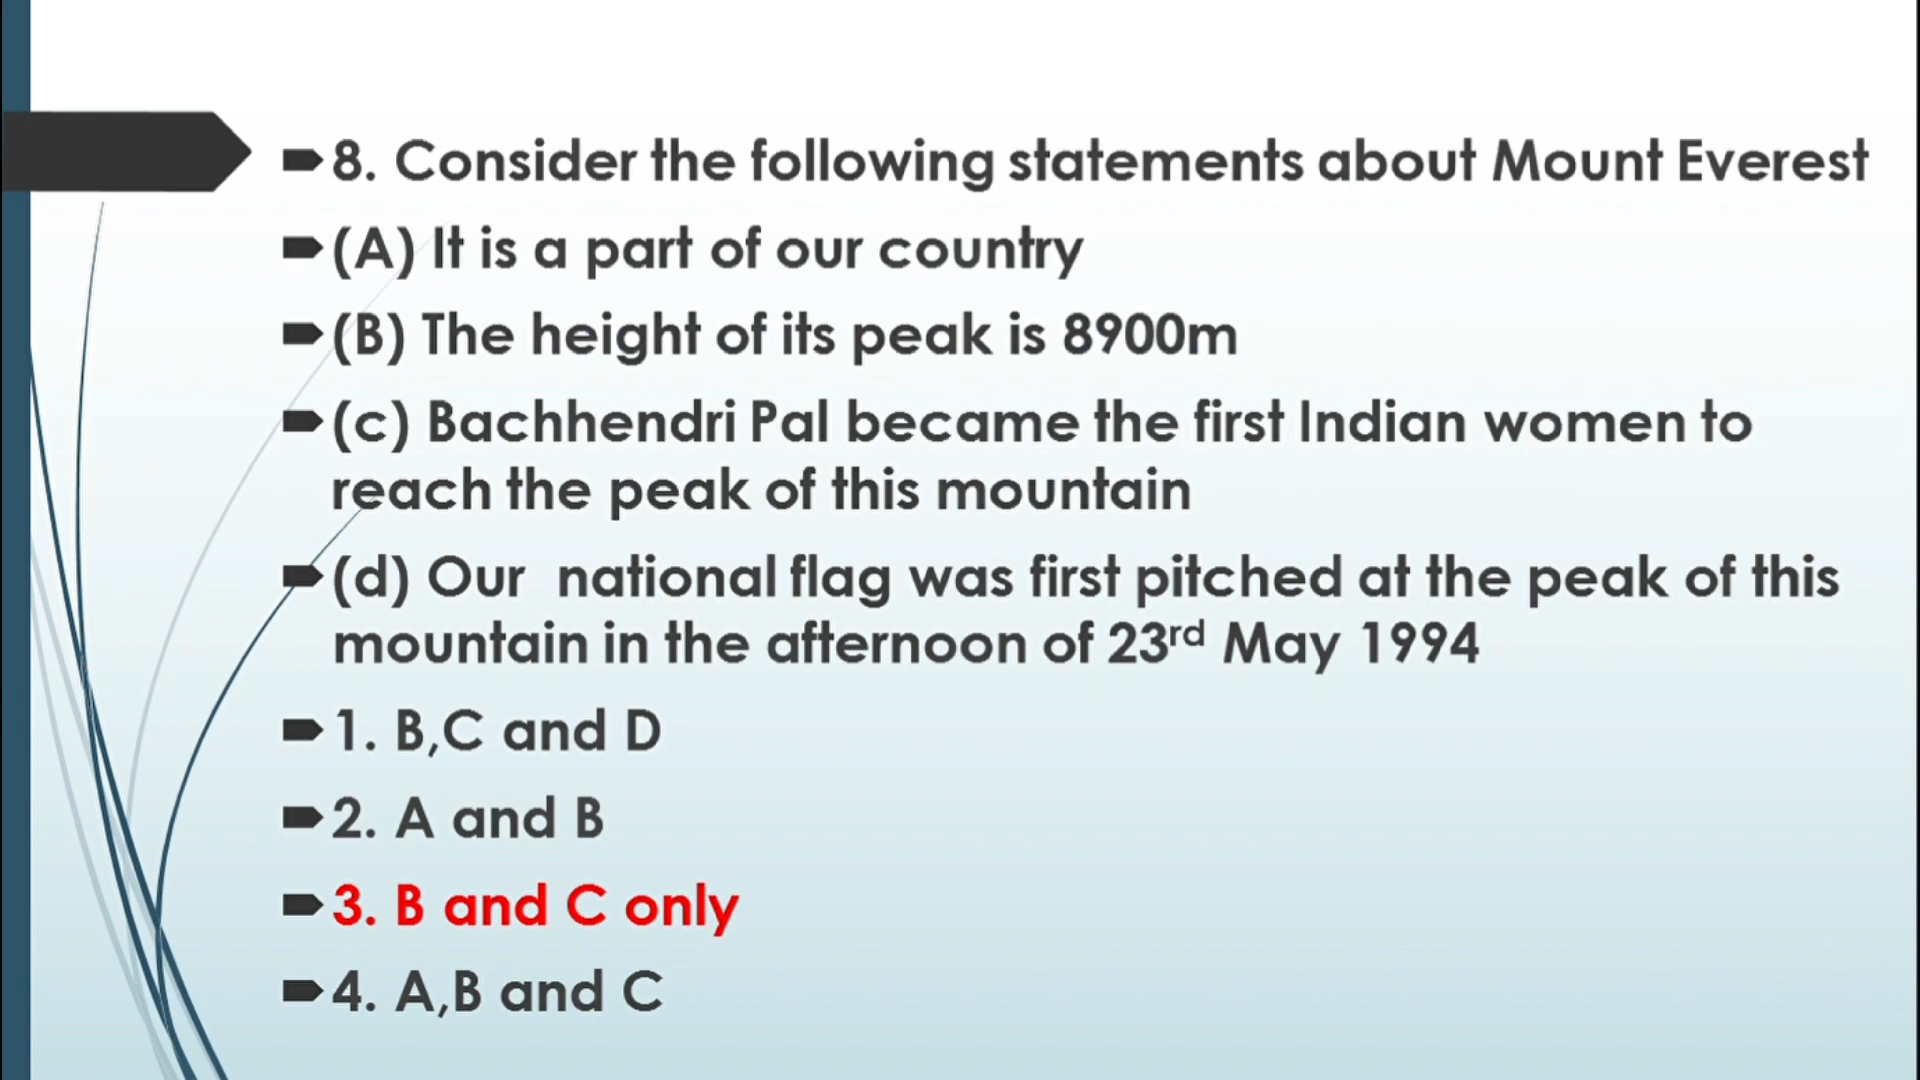 8. Consider the following statements about Mount Everest
(A) It is a part of our country
(B) The height of its peak is 8900m
(c) Bachhendri Pal became the first Indian women to
reach the peak of this mountain
(d) Our national flag was first pitched at the peak of this
mountain in the afternoon of 23rd May 1994
1. B,C and D
2. A and B
3. B and C only
4. A,B and C